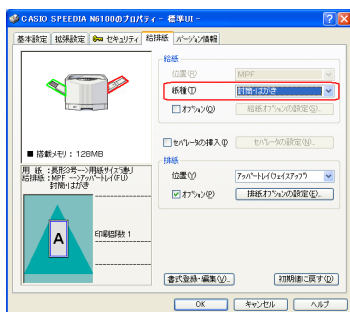 CASIO SPEEDIA N6100のプロパティ - 標準UI -
基本設定
拡張設定
セキュリティ
給排紙
バージョン情報
給紙
位置(P)
MPF
紙種(T)
封筒・はがき
オプション(O)
給紙オプションの設定(S)...
セパレータの挿入(I)
セパレータの設定(N)...
■ 搭載メモリ : 128MB
用 紙 : 長形3号-->用紙サイズ通り
給排紙 : MPF -->アッパートレイ(FU)
封筒・はがき
排紙
位置(Y)
アッパートレイ(フェイスアップ)
オプション(P)
排紙オプションの設定(E)...
A
印刷部数 1
書式登録・編集(V)...
初期値に戻す(D)
OK
キャンセル
ヘルプ